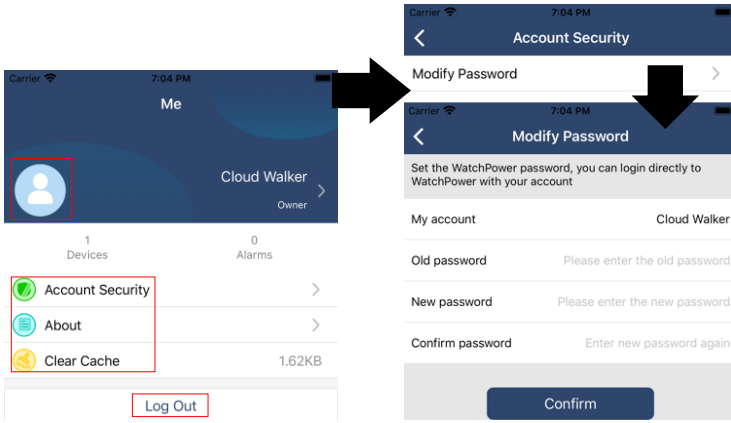 Carrier 7:04 PM
Me
Cloud Walker
Owner
1 0
Devices Alarms
Account Security
About
Clear Cache 1.62KB
Log Out
Carrier 7:04 PM
Account Security
Modify Password
Carrier 7:04 PM
Modify Password
Set the WatchPower password, you can login directly to
WatchPower with your account
My account Cloud Walker
Old password Please enter the old password
New password Please enter the new password
Confirm password Enter new password again
Confirm